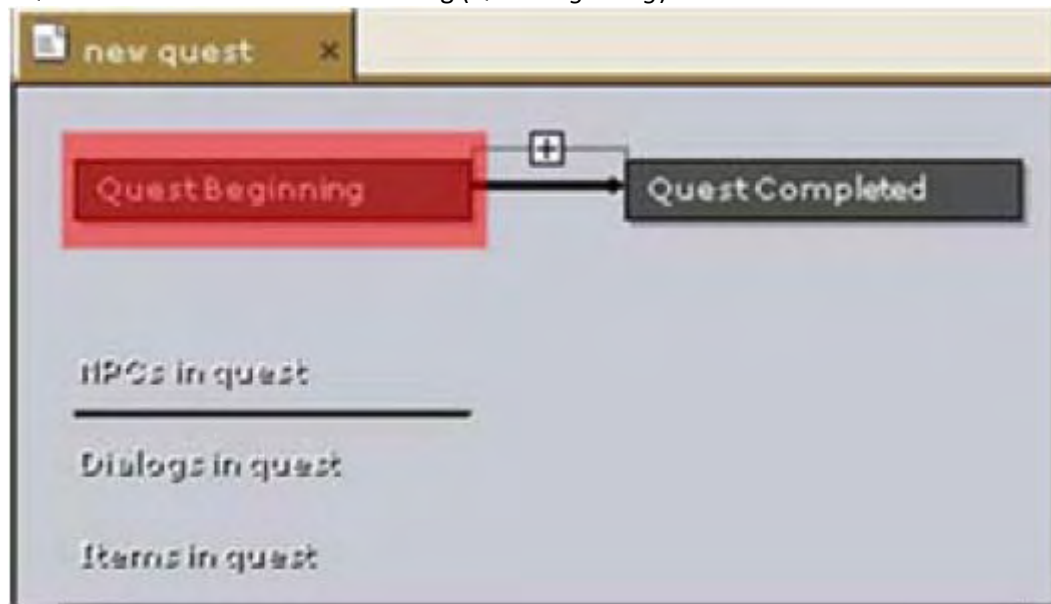 new quest
Quest Beginning
Quest Completed
NPCs in quest
Dialogs in quest
Items in quest